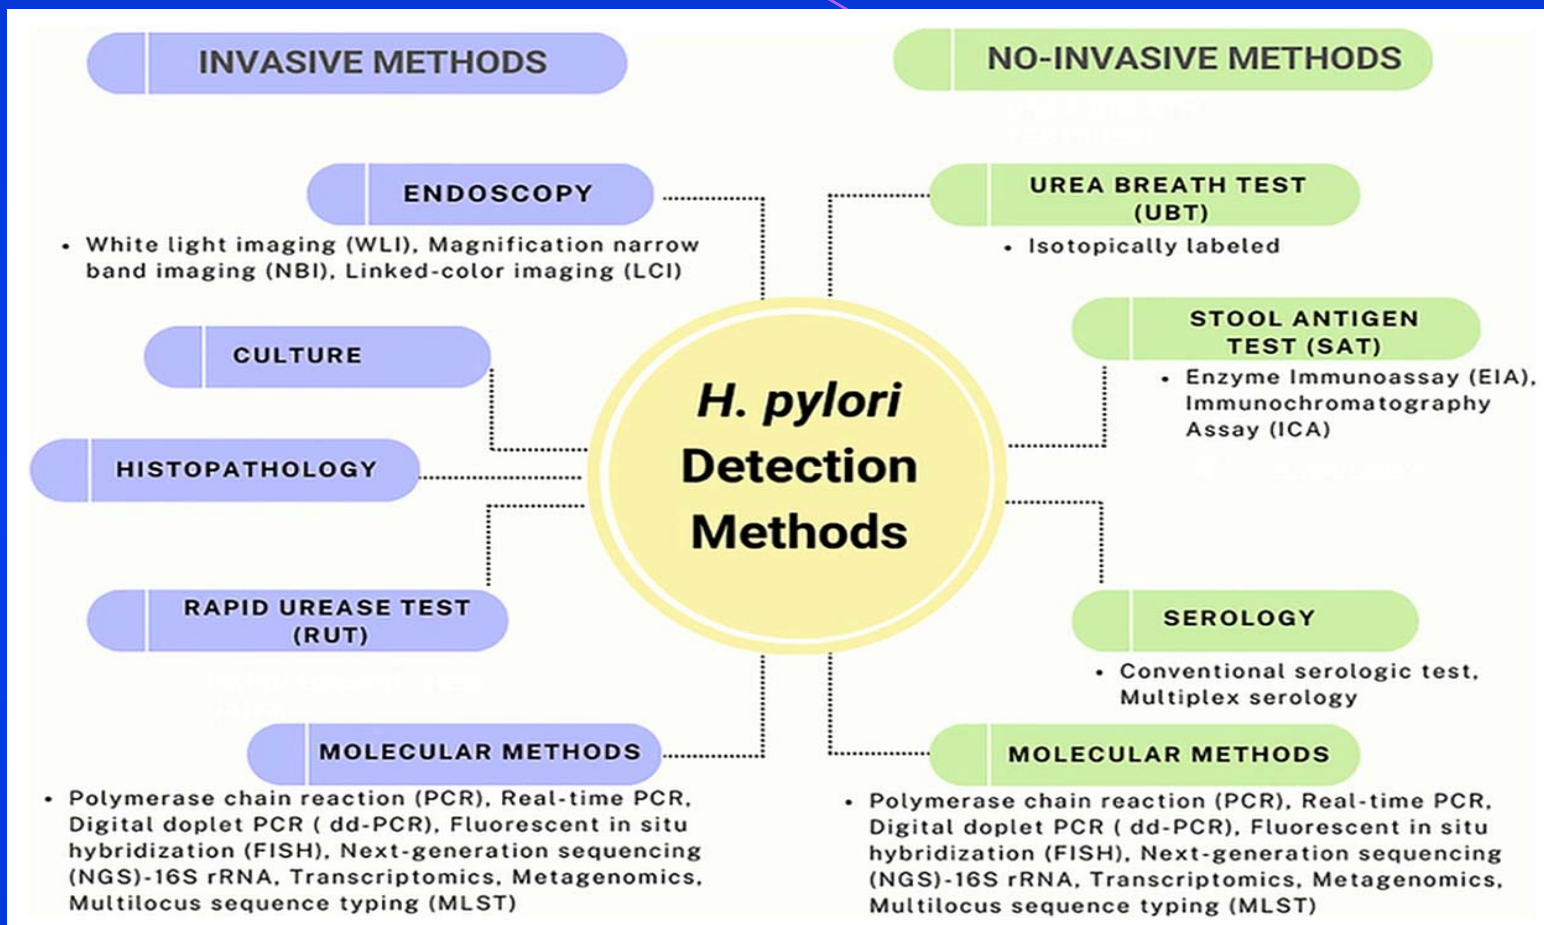 INVASIVE METHODS
ENDOSCOPY
• White light imaging (WLI), Magnification narrow
band imaging (NBI), Linked-color imaging (LCI)
CULTURE
HISTOPATHOLOGY
RAPID UREASE TEST
(RUT)
MOLECULAR METHODS
• Polymerase chain reaction (PCR), Real-time PCR,
Digital doplet PCR ( dd-PCR), Fluorescent in situ
hybridization (FISH), Next-generation sequencing
(NGS)-16S rRNA, Transcriptomics, Metagenomics,
Multilocus sequence typing (MLST)
H. pylori
Detection
Methods
NO-INVASIVE METHODS
UREA BREATH TEST
(UBT)
• Isotopically labeled
STOOL ANTIGEN
TEST (SAT)
• Enzyme Immunoassay (EIA),
Immunochromatography
Assay (ICA)
SEROLOGY
• Conventional serologic test,
Multiplex serology
MOLECULAR METHODS
• Polymerase chain reaction (PCR), Real-time PCR,
Digital doplet PCR ( dd-PCR), Fluorescent in situ
hybridization (FISH), Next-generation sequencing
(NGS)-16S rRNA, Transcriptomics, Metagenomics,
Multilocus sequence typing (MLST)